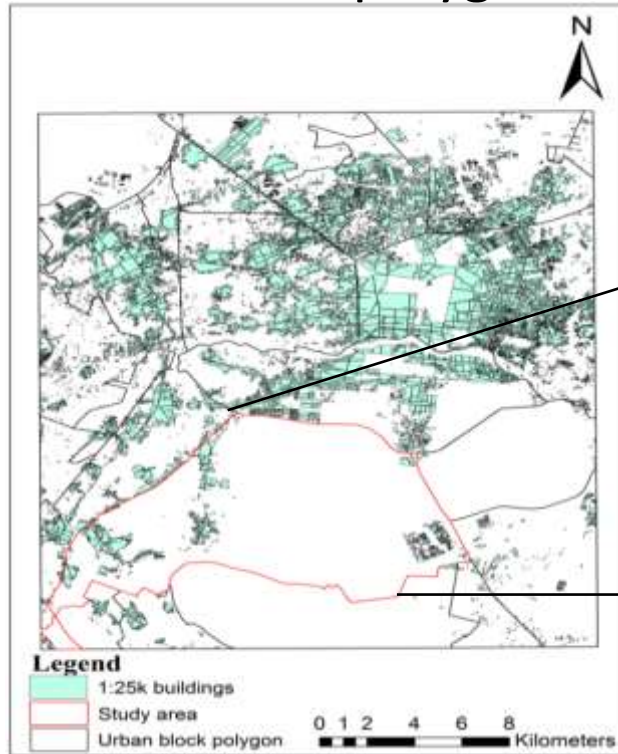 N
Legend
1:25k buildings
Study area
Urban block polygon
0 1 2 4 6 8
Kilometers